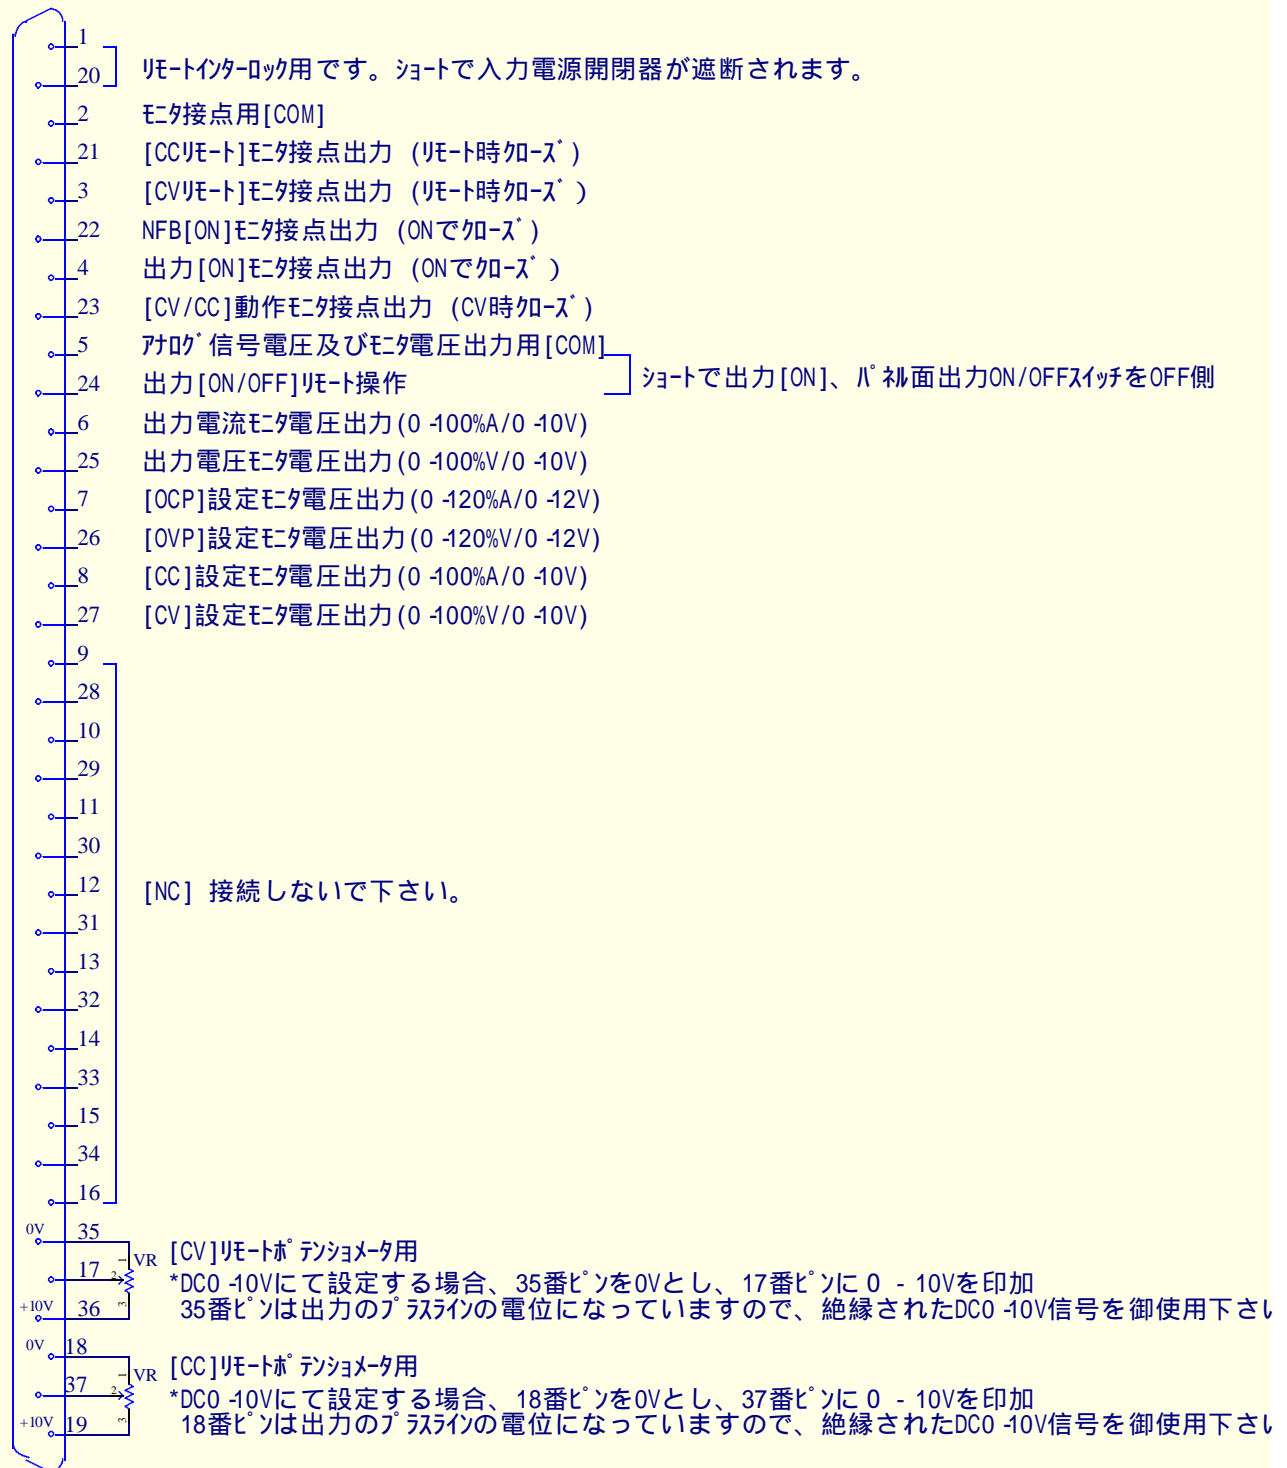 1
20 ﾘﾓｰﾄｲﾝﾀｰﾛｯｸ用です。ｼｮｰﾄで入力電源開閉器が遮断されます。
2 ﾓﾆﾀ接点用[COM]
21 [CCﾘﾓｰﾄ]ﾓﾆﾀ接点出力 (ﾘﾓｰﾄ時ｸﾛｰｽﾞ)
3 [CVﾘﾓｰﾄ]ﾓﾆﾀ接点出力 (ﾘﾓｰﾄ時ｸﾛｰｽﾞ)
22 NFB[ON]ﾓﾆﾀ接点出力 (ONでｸﾛｰｽﾞ)
4 出力[ON]ﾓﾆﾀ接点出力 (ONでｸﾛｰｽﾞ)
23 [CV/CC]動作ﾓﾆﾀ接点出力 (CV時ｸﾛｰｽﾞ)
5 ｱﾅﾛｸﾞ信号電圧及びﾓﾆﾀ電圧出力用[COM]
24 出力[ON/OFF]ﾘﾓｰﾄ操作
ｼｮｰﾄで出力[ON]、ﾊﾟﾈﾙ面出力ON/OFFｽｲｯﾁをOFF側
6 出力電流ﾓﾆﾀ電圧出力(0-100%A/0-10V)
25 出力電圧ﾓﾆﾀ電圧出力(0-100%V/0-10V)
7 [OCP]設定ﾓﾆﾀ電圧出力(0-120%A/0-12V)
26 [OVP]設定ﾓﾆﾀ電圧出力(0-120%V/0-12V)
8 [CC]設定ﾓﾆﾀ電圧出力(0-100%A/0-10V)
27 [CV]設定ﾓﾆﾀ電圧出力(0-100%V/0-10V)
9
28
10
29
11
30
12 [NC] 接続しないで下さい。
31
13
32
14
33
15
34
16
0V 35
1 VR [CV]ﾘﾓｰﾄﾎﾟﾃﾝｼｮﾒｰﾀ用
17 2 *DC0-10Vにて設定する場合、35番ﾋﾟﾝを0Vとし、17番ﾋﾟﾝに0 - 10Vを印加
+10V 36 3 35番ﾋﾟﾝは出力のﾌﾟﾗｽﾗｲﾝの電位になっていますので、絶縁されたDC0-10V信号を御使用下さい
0V 18
1 VR [CC]ﾘﾓｰﾄﾎﾟﾃﾝｼｮﾒｰﾀ用
37 2 *DC0-10Vにて設定する場合、18番ﾋﾟﾝを0Vとし、37番ﾋﾟﾝに0 - 10Vを印加
+10V 19 3 18番ﾋﾟﾝは出力のﾌﾟﾗｽﾗｲﾝの電位になっていますので、絶縁されたDC0-10V信号を御使用下さい